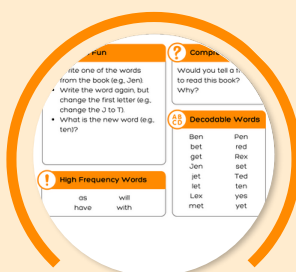 Fun
Write one of the words
from the book (e.g, Jen).
Write the word again, but
change the first letter (e.g,
change the J to T).
What is the new word (e.g,
ten)?
High Frequency Words
as will
have with
?
Would you tell a
to read this book?
Why?
AB
CD
Decodable Words
Ben Pen
bet red
get Rex
Jen set
jet Ted
let ten
Lex yes
met yet